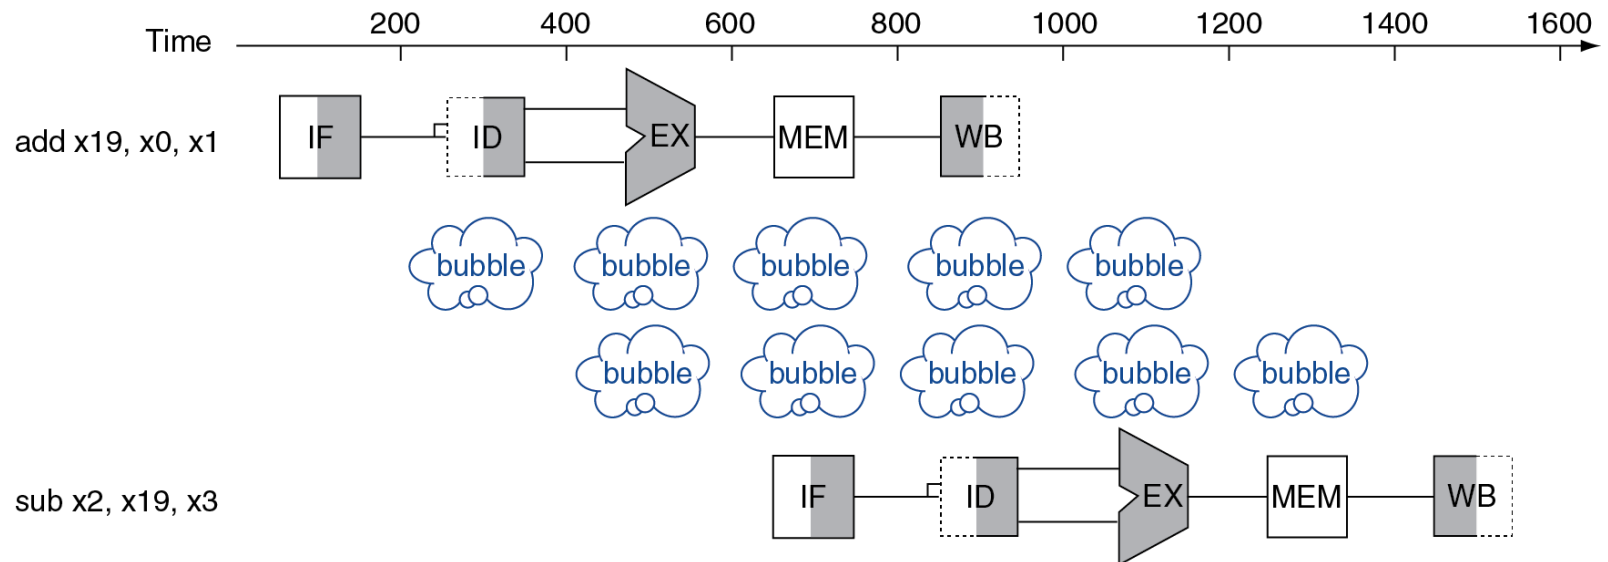 Time 200 400 600 800 1000 1200 1400 1600
add x19, x0, x1 IF ID EX MEM WB
bubble bubble bubble bubble bubble
bubble bubble bubble bubble bubble
sub x2, x19, x3 IF ID EX MEM WB